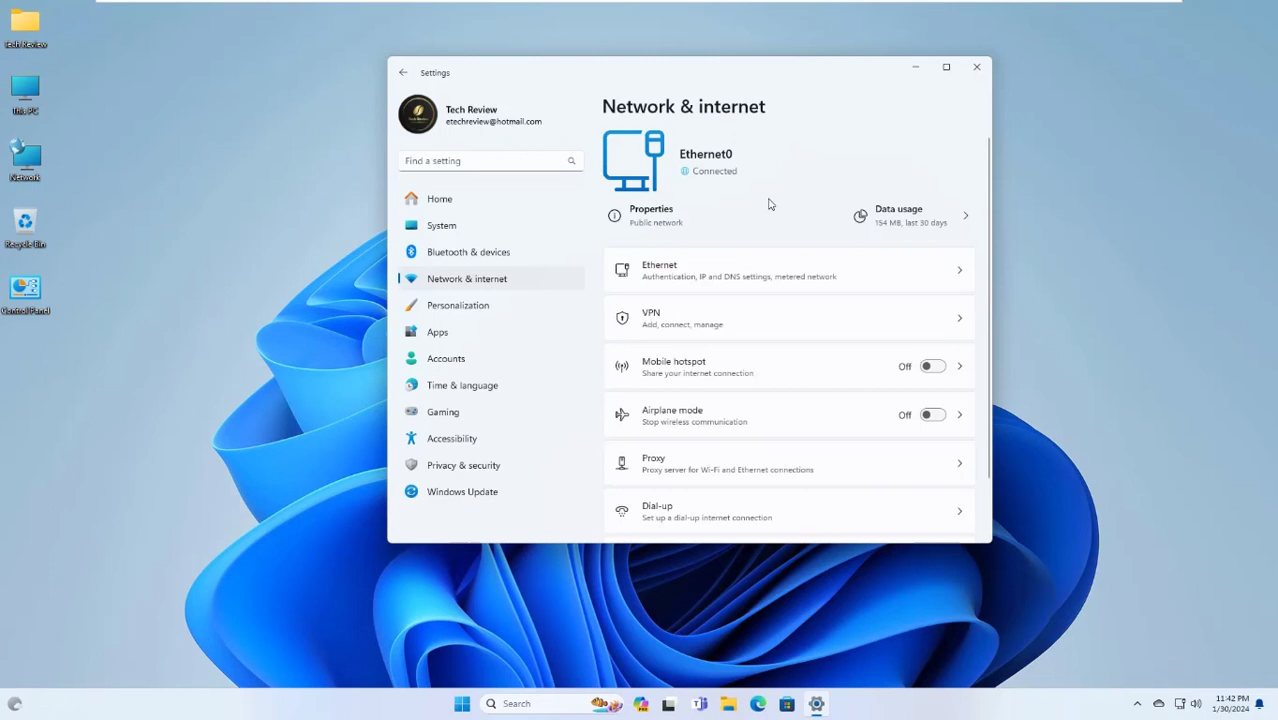 Tech Review
This PC
Network
Recycle Bin
Control Panel
Settings
Tech Review
etechreview@hotmail.com
Find a setting
Home
System
Bluetooth & devices
Network & internet
Personalization
Apps
Accounts
Time & language
Gaming
Accessibility
Privacy & security
Windows Update
Network & internet
Ethernet0
Connected
Properties
Public network
Data usage
154 MB, last 30 days
Ethernet
Authentication, IP and DNS settings, metered network
VPN
Add, connect, manage
Mobile hotspot
Share your internet connection
Off
Airplane mode
Stop wireless communication
Off
Proxy
Proxy server for Wi-Fi and Ethernet connections
Dial-up
Set up a dial-up internet connection
Search
11:42 PM
1/30/2024